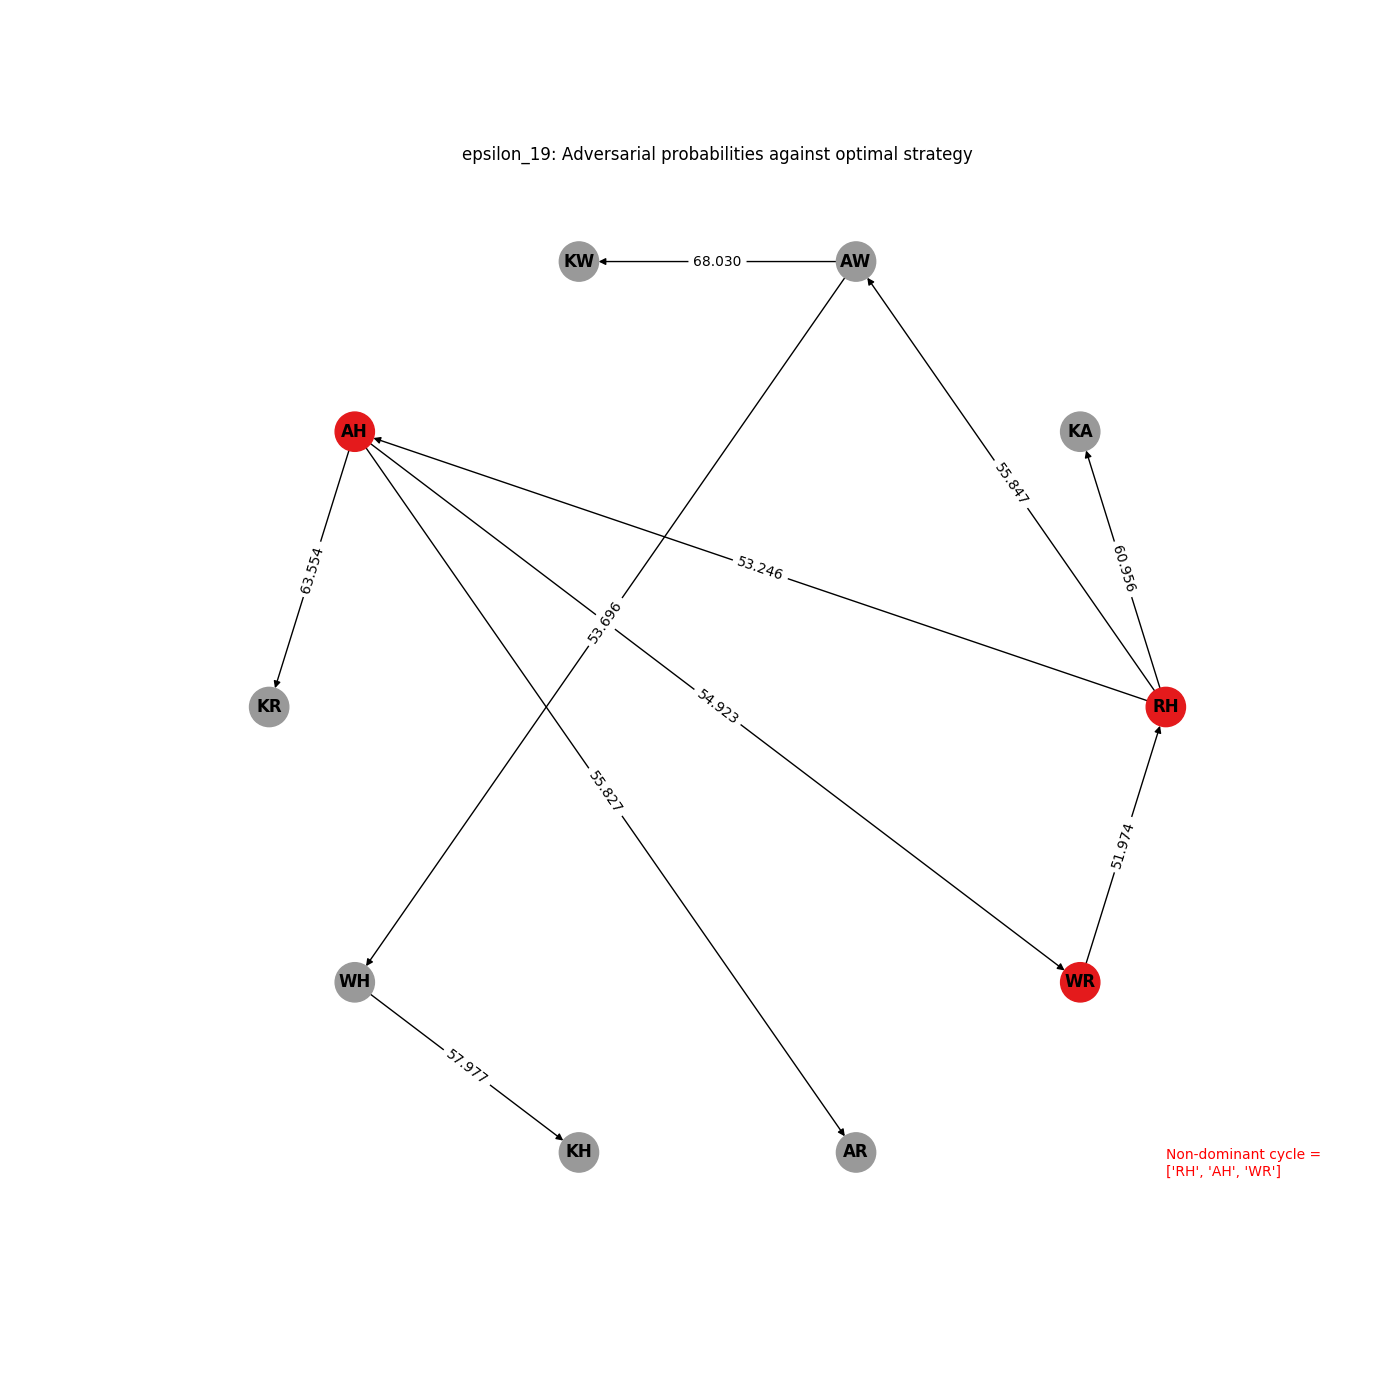 epsilon_19: Adversarial probabilities against optimal strategy
KW
68.030
AW
AH
KA
55.847
53.246
60.956
63.554
53.696
KR
54.923
RH
55.827
51.974
WH
WR
57.977
KH
AR
Non-dominant cycle =
['RH', 'AH', 'WR']